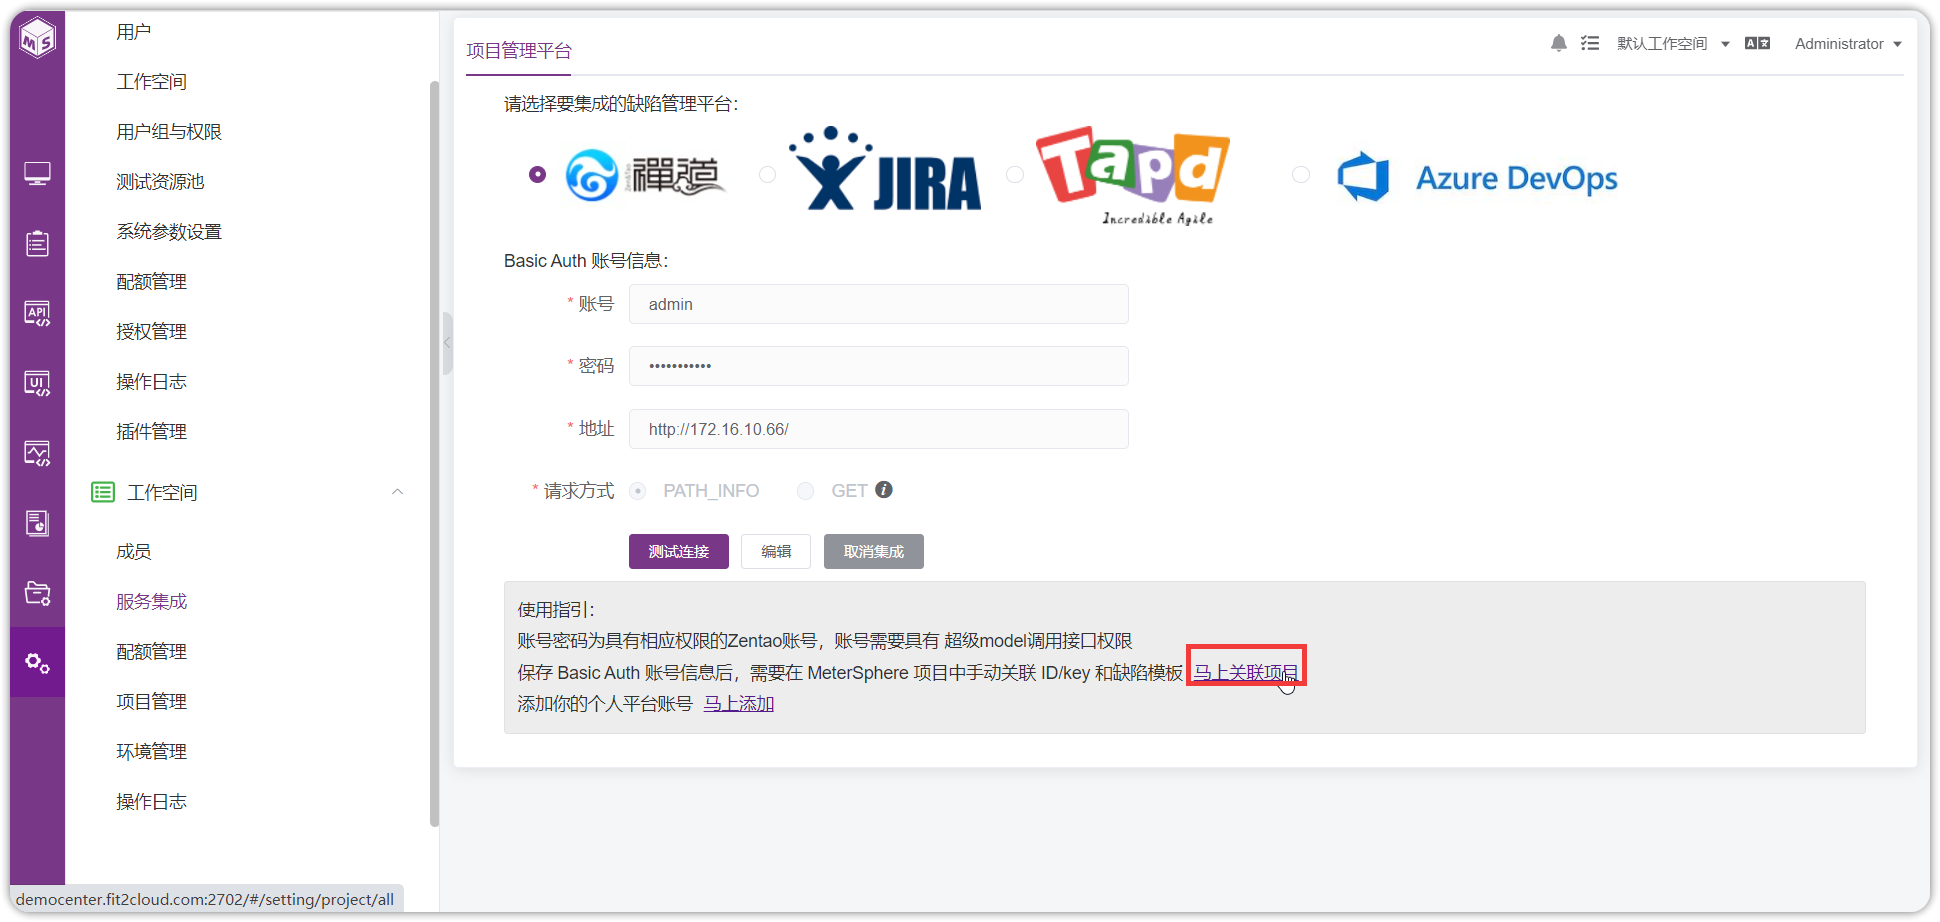 MS
用户
工作空间
用户组与权限
测试资源池
系统参数设置
配额管理
授权管理
操作日志
插件管理
工作空间
成员
服务集成
配额管理
项目管理
环境管理
操作日志
API
UI
democenter.fit2cloud.com:2702/#/setting/project/all
项目管理平台
默认工作空间
Administrator
请选择要集成的缺陷管理平台：
禅道
JIRA
Tapd
Incredible Agile
Azure DevOps
Basic Auth 账号信息：
* 账号 admin
* 密码 •••••••••••
* 地址 http://172.16.10.66/
* 请求方式 PATH_INFO GET
测试连接 编辑 取消集成
使用指引：
账号密码为具有相应权限的Zentao账号，账号需要具有 超级model调用接口权限
保存 Basic Auth 账号信息后，需要在 MeterSphere 项目中手动关联 ID/key 和缺陷模板 马上关联项目
添加你的个人平台账号 马上添加